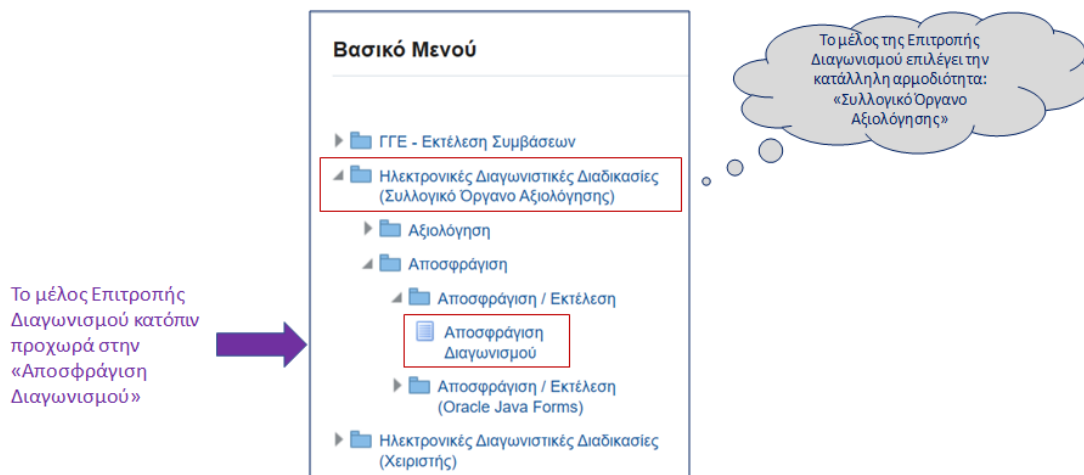 Βασικό Μενού
Το μέλος της Επιτροπής
Διαγωνισμού επιλέγει την
κατάλληλη αρμοδιότητα:
«Συλλογικό Όργανο
Αξιολόγησης»
ΓΓΕ - Εκτέλεση Συμβάσεων
Ηλεκτρονικές Διαγωνιστικές Διαδικασίες
(Συλλογικό Όργανο Αξιολόγησης)
Αξιολόγηση
Αποσφράγιση
Αποσφράγιση / Εκτέλεση
Αποσφράγιση
Διαγωνισμού
Αποσφράγιση / Εκτέλεση
(Oracle Java Forms)
Ηλεκτρονικές Διαγωνιστικές Διαδικασίες
(Χειριστής)
Το μέλος Επιτροπής
Διαγωνισμού κατόπιν
προχωρά στην
«Αποσφράγιση
Διαγωνισμού»